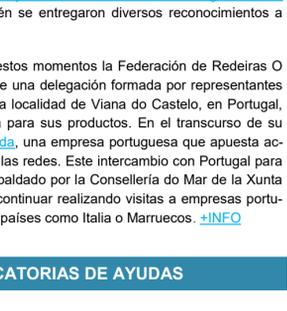 én se entregaron diversos reconocimientos a
estos momentos la Federación de Redeiras O
e una delegación formada por representantes
a localidad de Viana do Castelo, en Portugal,
para sus productos. En el transcurso de su
da, una empresa portuguesa que apuesta ac-
las redes. Este intercambio con Portugal para
paldado por la Consellería do Mar de la Xunta
continuar realizando visitas a empresas portu-
países como Italia o Marruecos. +INFO
CATORIAS DE AYUDAS